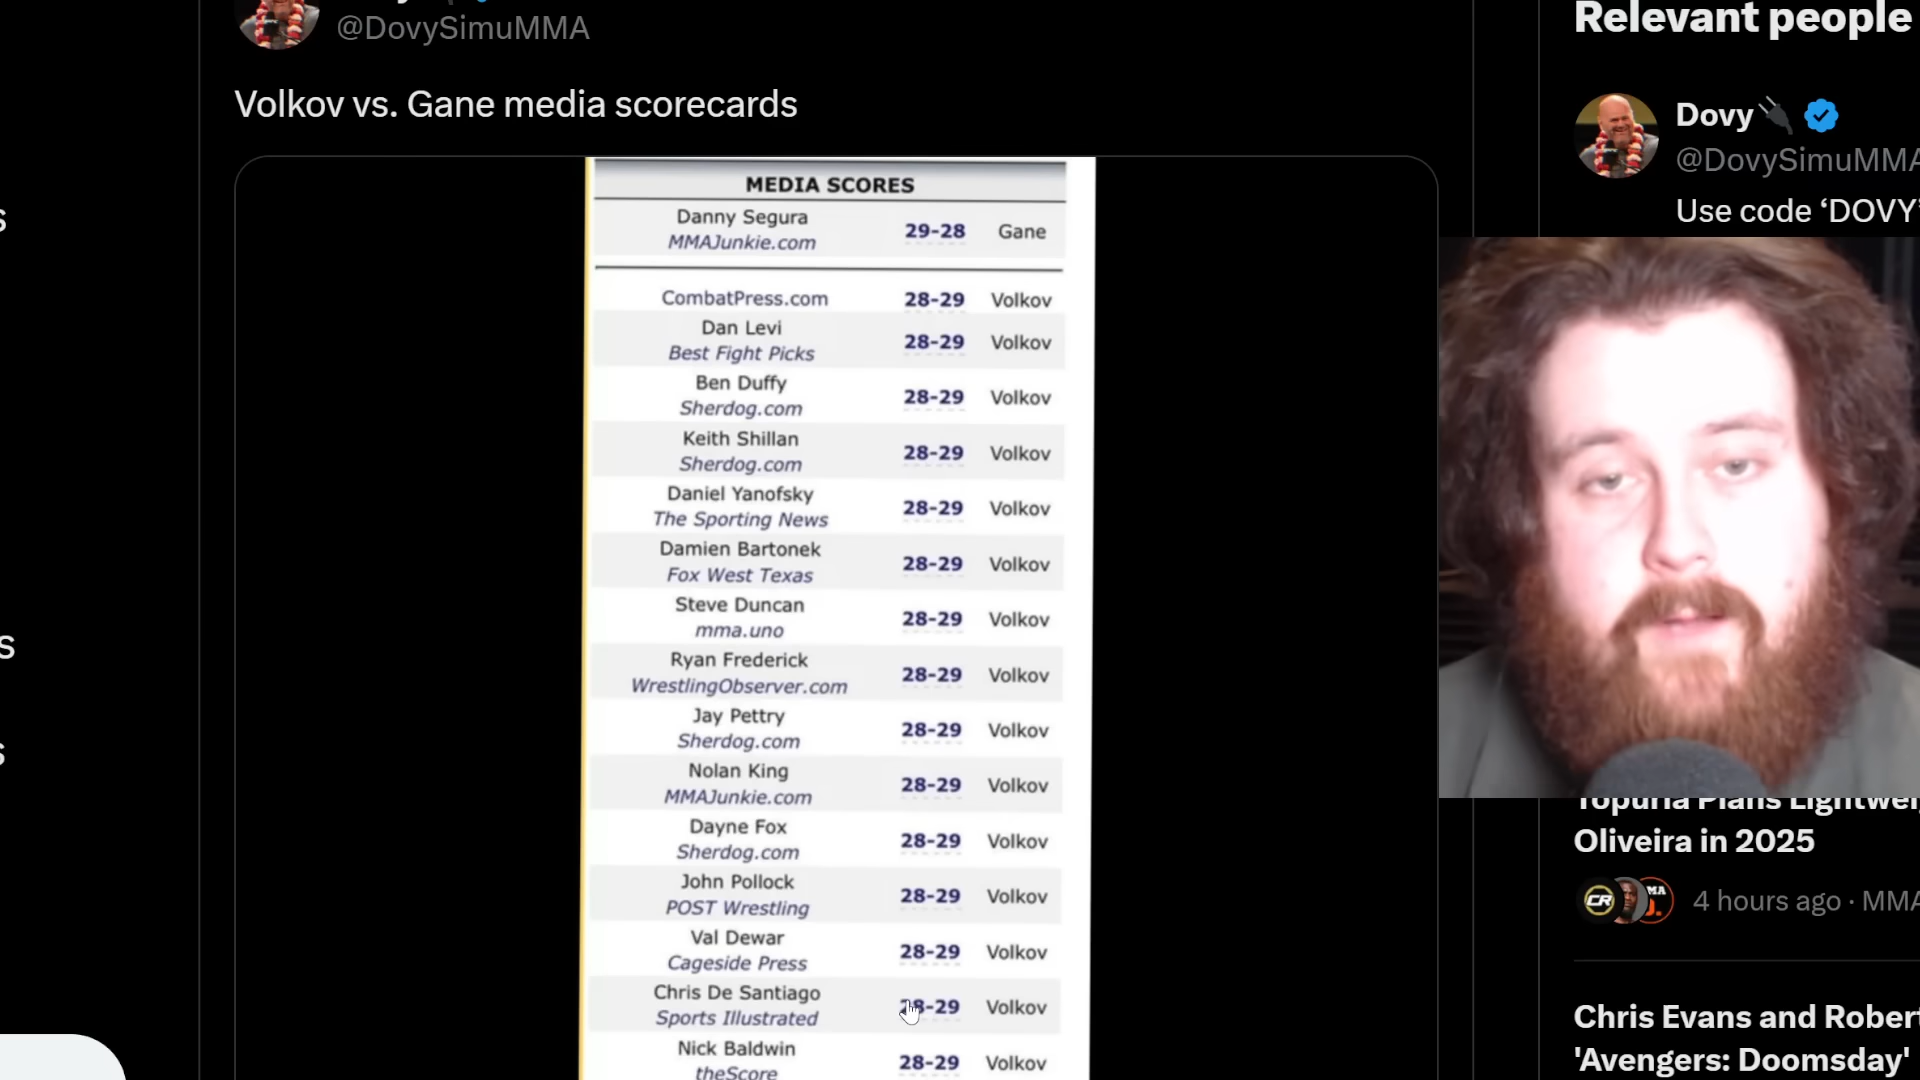 @DovySimuMMA
Volkov vs. Gane media scorecards
MEDIA SCORES
Danny Segura
MMAJunkie.com
29-28 Gane
CombatPress.com 28-29 Volkov
Dan Levi
Best Fight Picks
28-29 Volkov
Ben Duffy
Sherdog.com
28-29 Volkov
Keith Shillan
Sherdog.com
28-29 Volkov
Daniel Yanofsky
The Sporting News
28-29 Volkov
Damien Bartonek
Fox West Texas
28-29 Volkov
Steve Duncan
mma.uno
28-29 Volkov
Ryan Frederick
WrestlingObserver.com
28-29 Volkov
Jay Pettry
Sherdog.com
28-29 Volkov
Nolan King
MMAJunkie.com
28-29 Volkov
Dayne Fox
Sherdog.com
28-29 Volkov
John Pollock
POST Wrestling
28-29 Volkov
Val Dewar
Cageside Press
28-29 Volkov
Chris De Santiago
Sports Illustrated
28-29 Volkov
Nick Baldwin
theScore
28-29 Volkov
Relevant people
Dovy
@DovySimuMMA
Use code ‘DOVY’
Topuria Plans Lightwei
Oliveira in 2025
CR
MA
4 hours ago · MMA
Chris Evans and Robert
'Avengers: Doomsday'